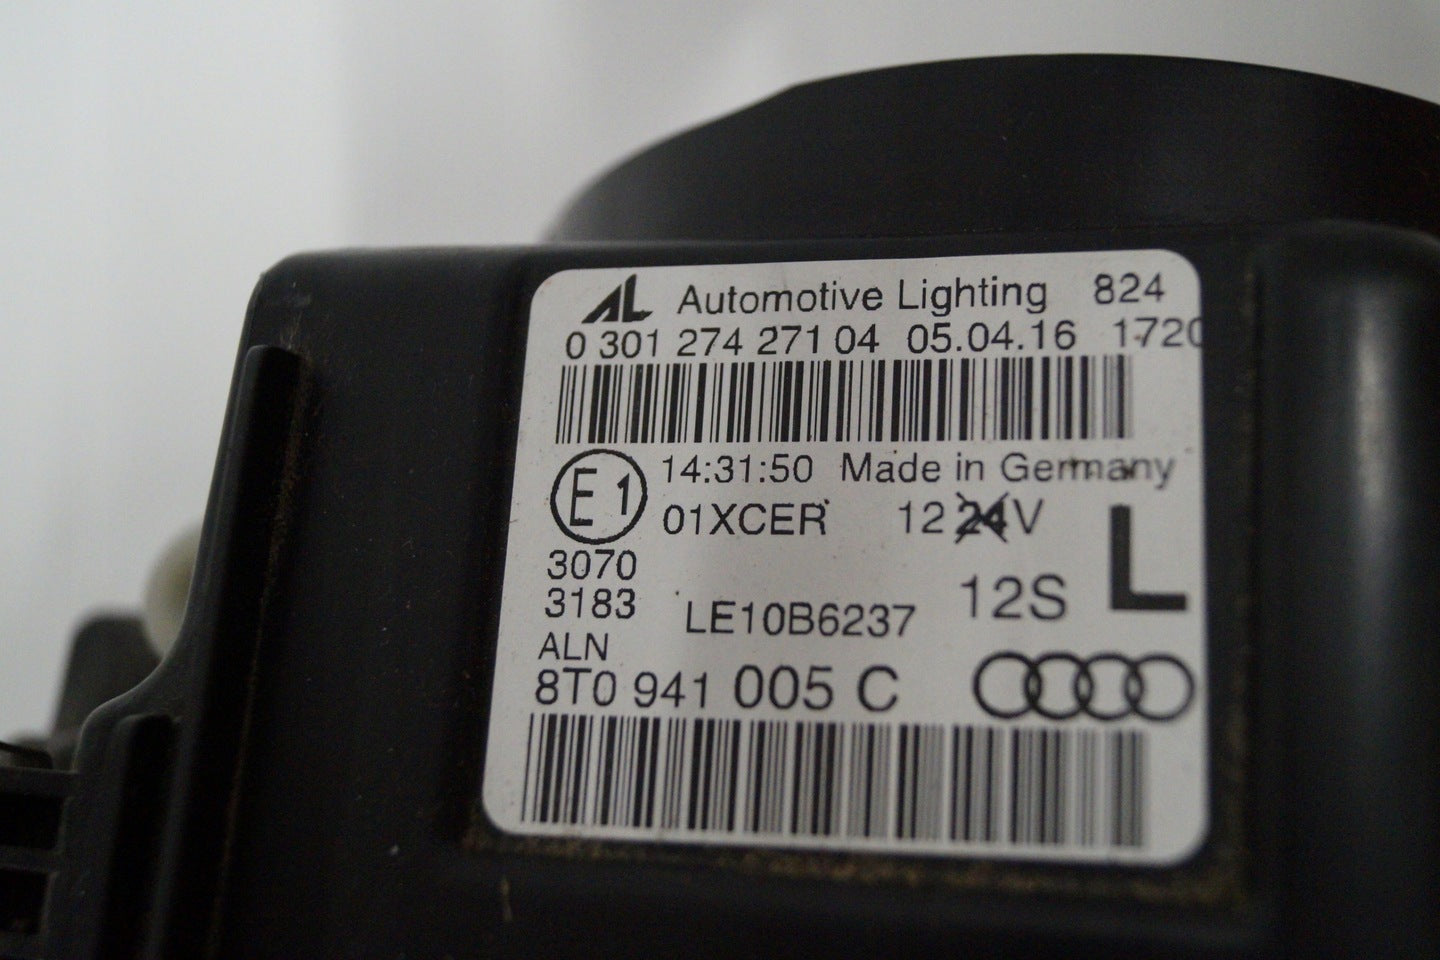 AL Automotive Lighting 824
0 301 274 271 04 05.04.16 1720
E1 14:31:50 Made in Germany
01XCER 12 24V
3070
3183 LE10B6237 12S L
ALN
8T0 941 005 C